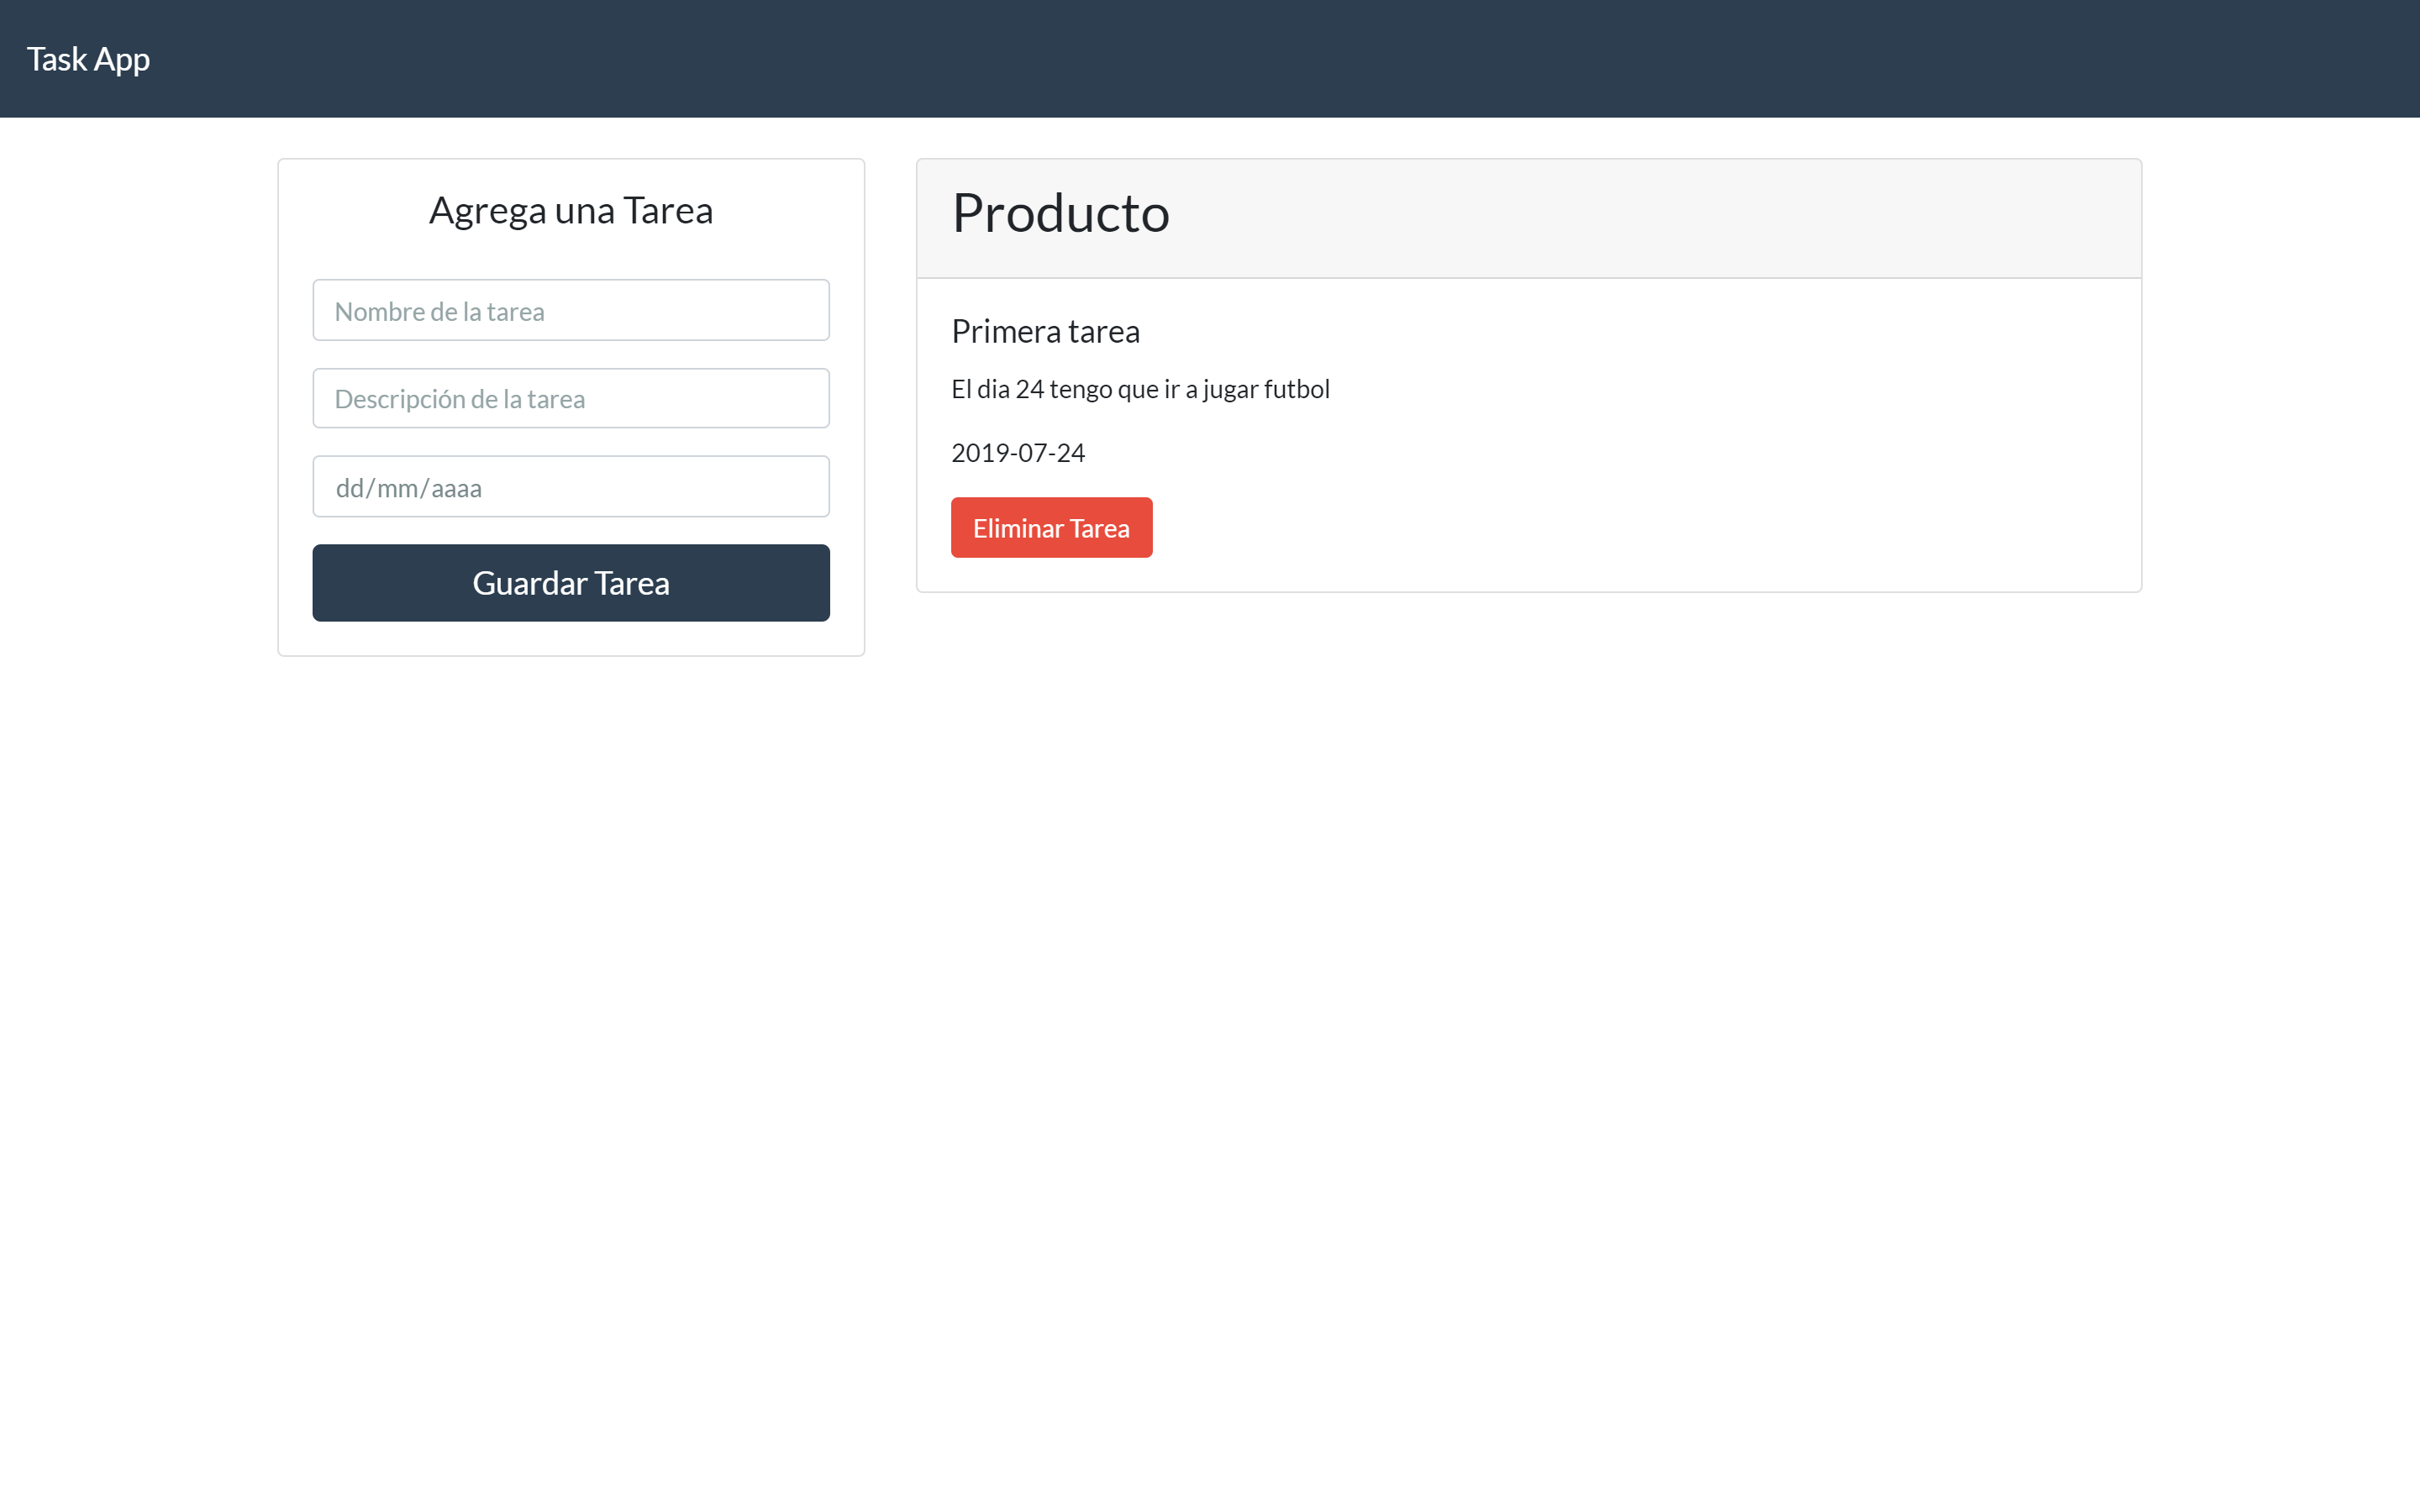 Task App
Agrega una Tarea
Nombre de la tarea
Descripción de la tarea
dd/mm/aaaa
Guardar Tarea
Producto
Primera tarea
El dia 24 tengo que ir a jugar futbol
2019-07-24
Eliminar Tarea